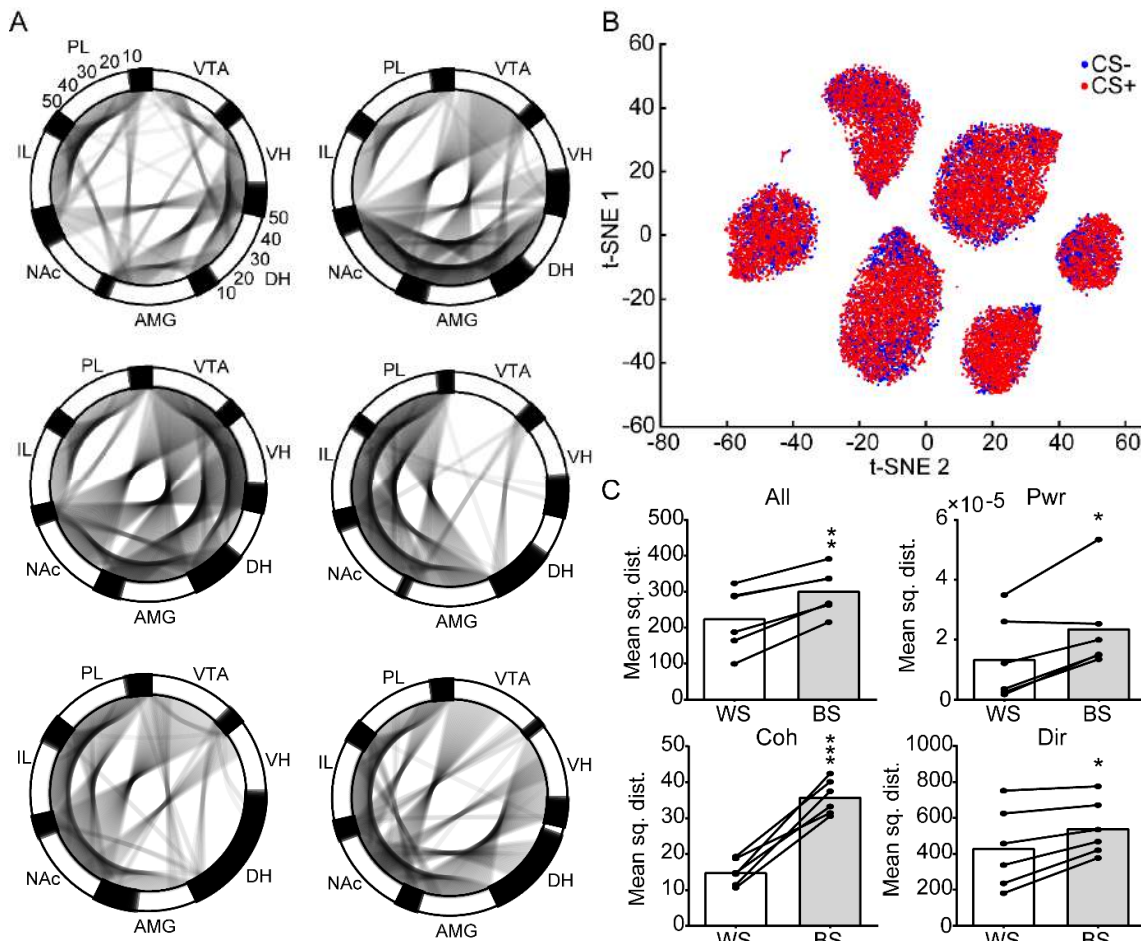 A
PL
10
20
30
40
50
VTA
IL
VH
50
40
30
DH
20
10
NAc
AMG
PL
VTA
IL
VH
NAc
DH
AMG
PL
VTA
IL
VH
NAc
DH
AMG
PL
VTA
IL
VH
NAc
DH
AMG
PL
VTA
IL
VH
NAc
DH
AMG
PL
VTA
IL
VH
NAc
DH
AMG
B
60
40
20
0
-20
-40
-60
t-SNE 1
-80
-60
-40
-20
0
20
40
60
t-SNE 2
CS-
CS+
C
All
500
400
300
200
100
0
Mean sq. dist.
**
WS
BS
Pwr
×10-5
6
4
2
0
Mean sq. dist.
*
WS
BS
Coh
50
40
30
20
10
0
Mean sq. dist.
***
WS
BS
Dir
1000
800
600
400
200
0
Mean sq. dist.
*
WS
BS